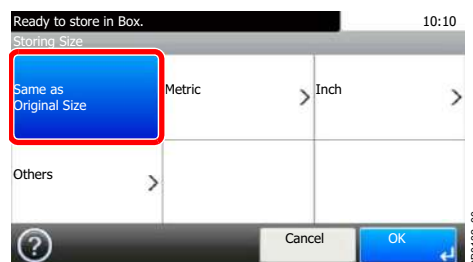 Ready to store in Box. 10:10
Storing Size
Same as
Original Size
Metric
Inch
Others
?
Cancel
OK